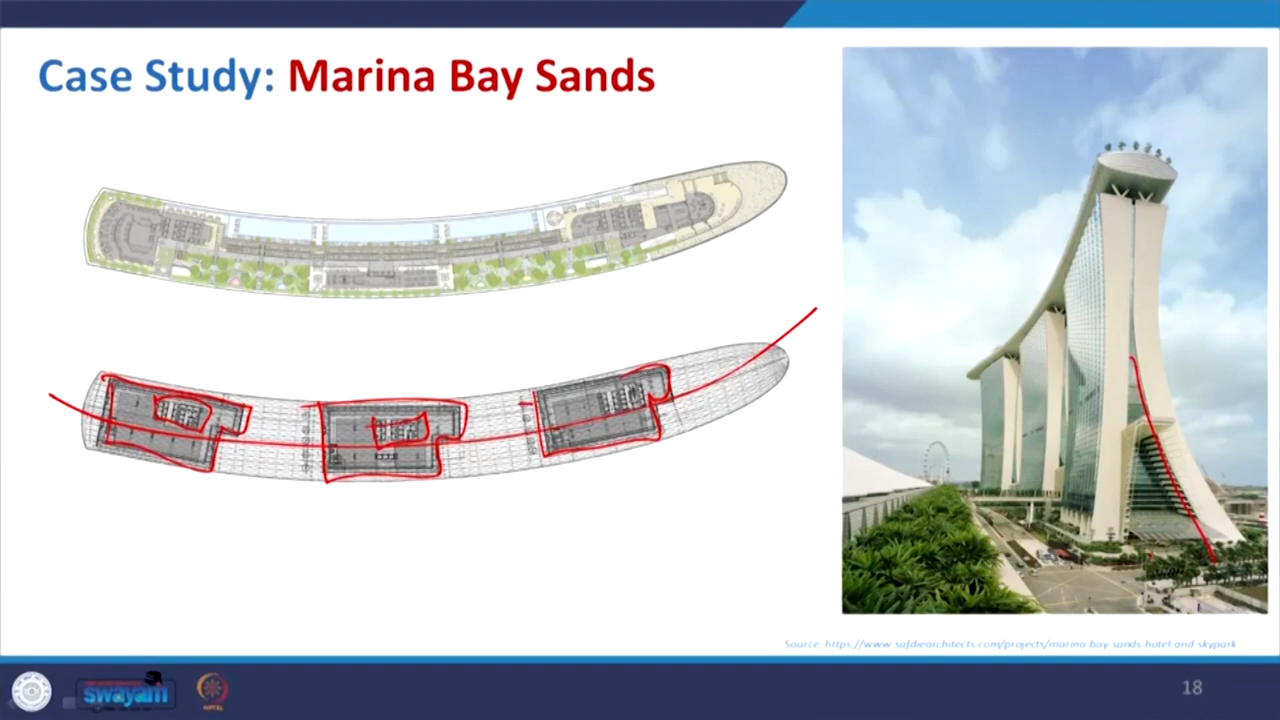 Case Study: Marina Bay Sands
Source: https://www.safdiearchitects.com/projects/marina-bay-sands-hotel-and-skypark
swayam
NPTEL
18